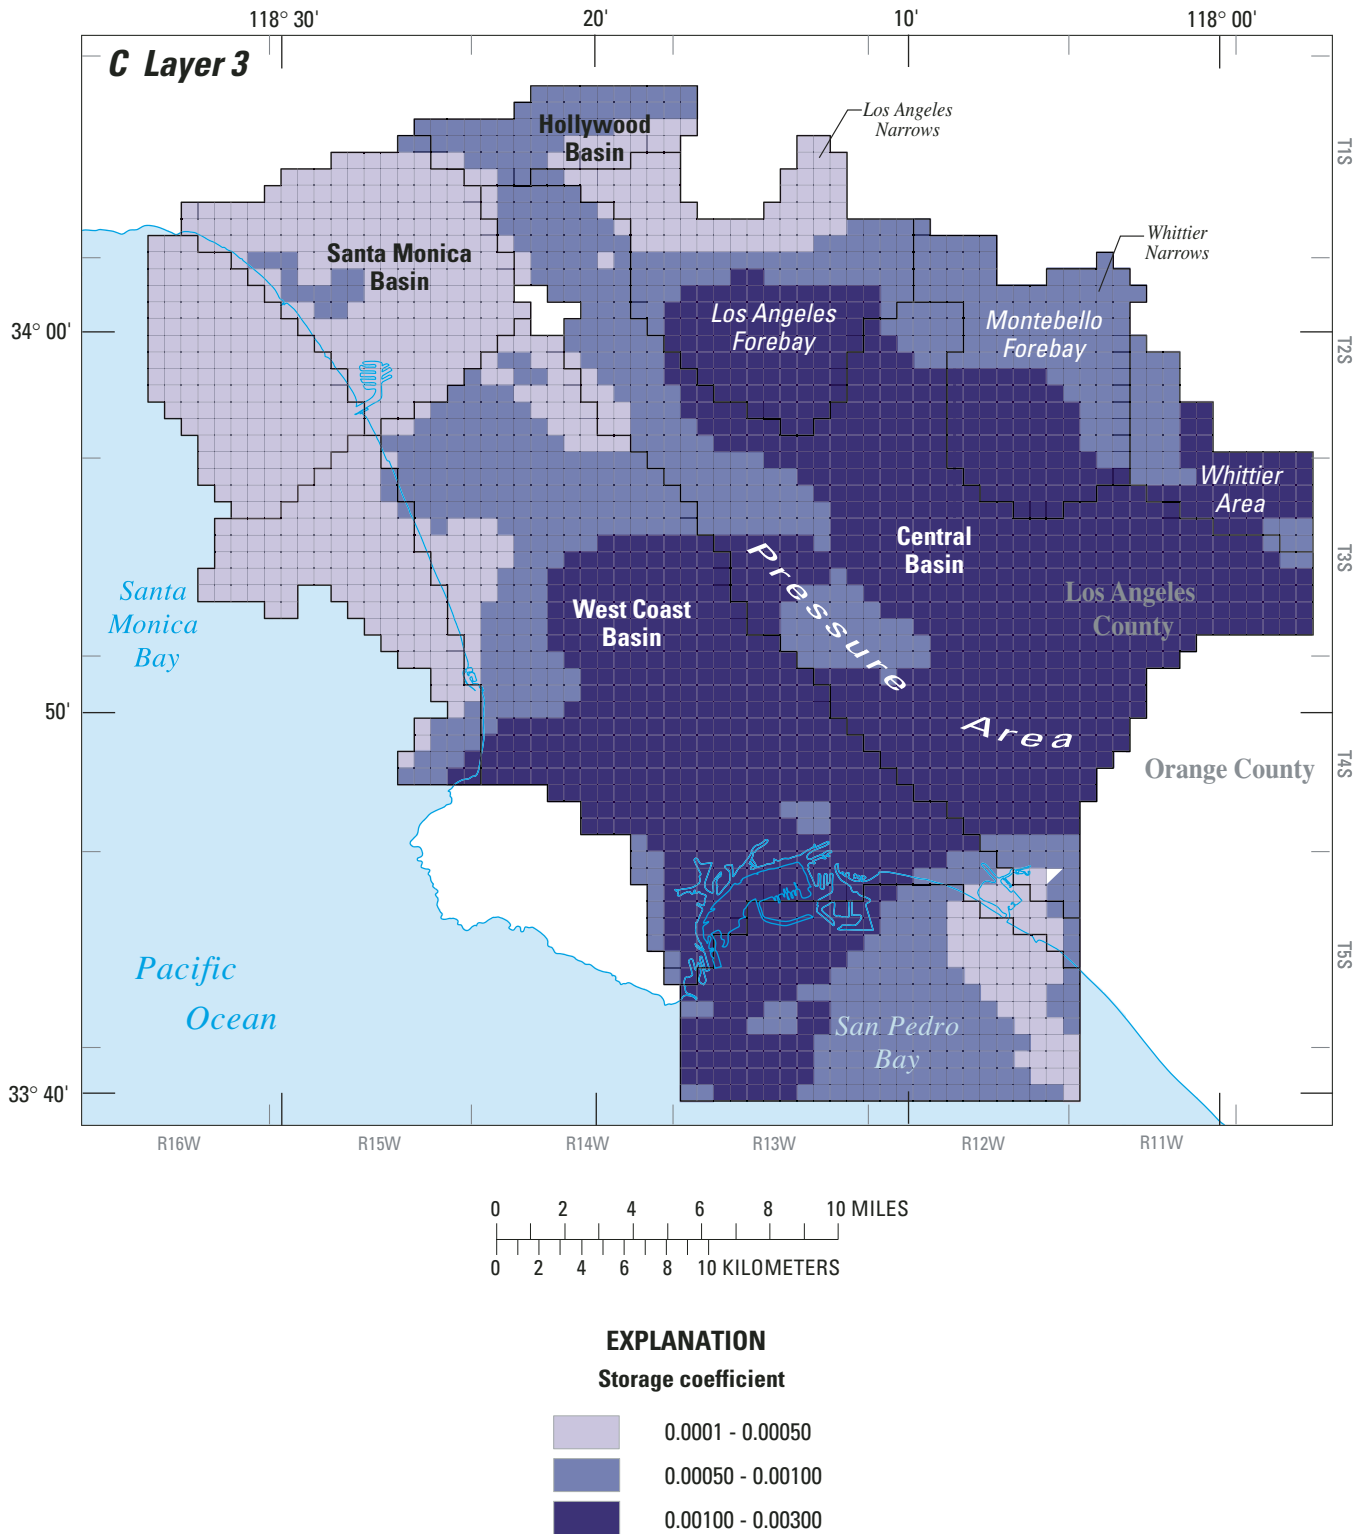 118° 30'
20'
10'
118° 00'
C Layer 3
Hollywood
Basin
Los Angeles
Narrows
T1S
Whittier
Narrows
Santa Monica
Basin
34° 00'
Los Angeles
Forebay
Montebello
Forebay
T2S
Whittier
Area
Central
Basin
T3S
Pressure
Area
Santa
Monica
Bay
West Coast
Basin
Los Angeles
County
50'
Orange County
T4S
Pacific
Ocean
T5S
San Pedro
Bay
33° 40'
R16W
R15W
R14W
R13W
R12W
R11W
0 2 4 6 8 10 MILES
0 2 4 6 8 10 KILOMETERS
EXPLANATION
Storage coefficient
0.0001 - 0.00050
0.00050 - 0.00100
0.00100 - 0.00300